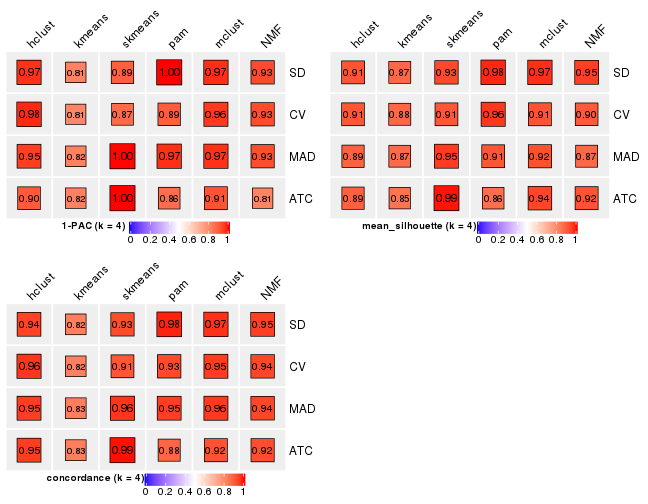 hclust kmeans skmeans pam mclust NMF
0.97 0.81 0.89 1.00 0.97 0.93 SD
0.98 0.81 0.87 0.89 0.96 0.93 CV
0.95 0.82 1.00 0.97 0.97 0.93 MAD
0.90 0.82 1.00 0.86 0.91 0.81 ATC
1-PAC (k = 4)
0 0.2 0.4 0.6 0.8 1
hclust kmeans skmeans pam mclust NMF
0.91 0.87 0.93 0.98 0.97 0.95 SD
0.91 0.88 0.91 0.96 0.91 0.90 CV
0.89 0.87 0.95 0.91 0.92 0.87 MAD
0.89 0.85 0.99 0.86 0.94 0.92 ATC
mean_silhouette (k = 4)
0 0.2 0.4 0.6 0.8 1
hclust kmeans skmeans pam mclust NMF
0.94 0.82 0.93 0.98 0.97 0.95 SD
0.96 0.82 0.91 0.93 0.95 0.94 CV
0.95 0.83 0.96 0.95 0.96 0.94 MAD
0.95 0.83 0.99 0.88 0.92 0.92 ATC
concordance (k = 4)
0 0.2 0.4 0.6 0.8 1